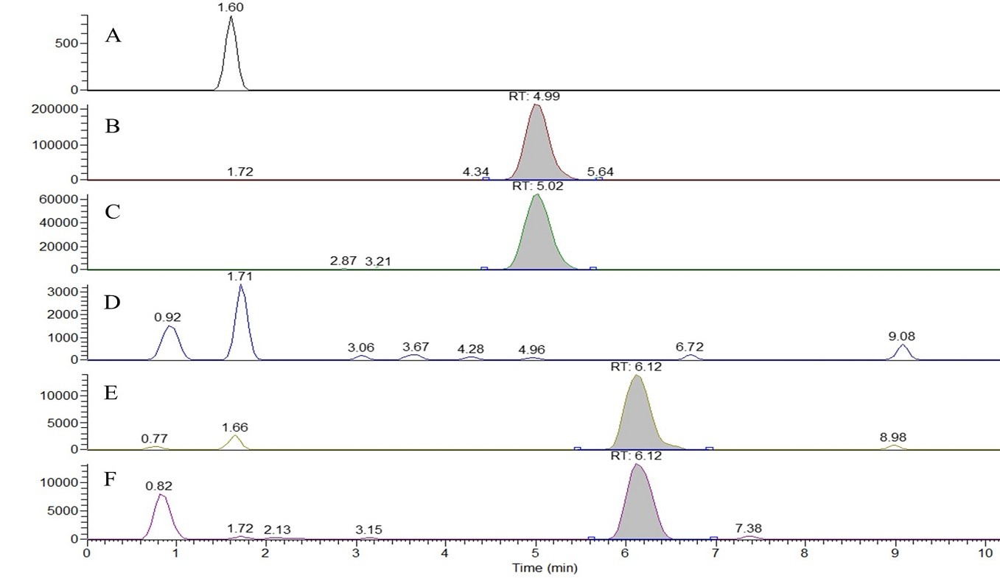 1.60
A
500
0
RT: 4.99
200000
B
100000
1.72 4.34 5.64
0
RT: 5.02
60000
C
40000
20000
2.87 3.21
0
1.71
3000
D
0.92
2000
1000
3.06 3.67 4.28 4.96 6.72 9.08
0
RT: 6.12
E
10000
5000
0.77 1.66 8.98
0
RT: 6.12
F
10000
0.82
5000
1.72 2.13 3.15 7.38
0
0 1 2 3 4 5 6 7 8 9 10
Time (min)